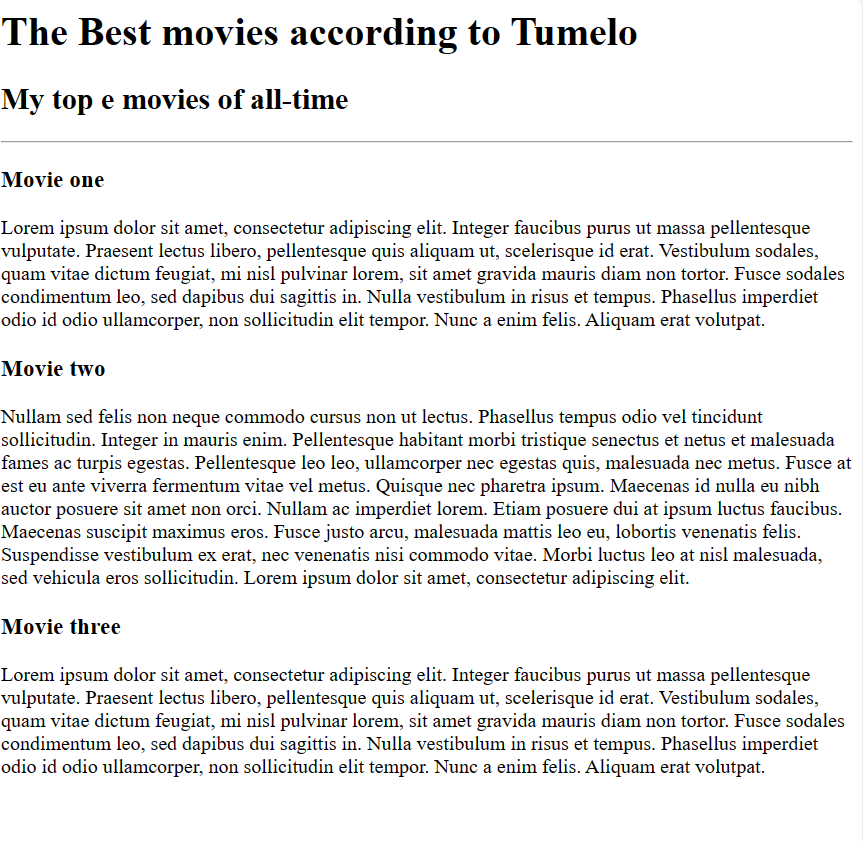 The Best movies according to Tumelo
My top e movies of all-time
Movie one
Lorem ipsum dolor sit amet, consectetur adipiscing elit. Integer faucibus purus ut massa pellentesque
vulputate. Praesent lectus libero, pellentesque quis aliquam ut, scelerisque id erat. Vestibulum sodales,
quam vitae dictum feugiat, mi nisl pulvinar lorem, sit amet gravida mauris diam non tortor. Fusce sodales
condimentum leo, sed dapibus dui sagittis in. Nulla vestibulum in risus et tempus. Phasellus imperdiet
odio id odio ullamcorper, non sollicitudin elit tempor. Nunc a enim felis. Aliquam erat volutpat.
Movie two
Nullam sed felis non neque commodo cursus non ut lectus. Phasellus tempus odio vel tincidunt
sollicitudin. Integer in mauris enim. Pellentesque habitant morbi tristique senectus et netus et malesuada
fames ac turpis egestas. Pellentesque leo leo, ullamcorper nec egestas quis, malesuada nec metus. Fusce at
est eu ante viverra fermentum vitae vel metus. Quisque nec pharetra ipsum. Maecenas id nulla eu nibh
auctor posuere sit amet non orci. Nullam ac imperdiet lorem. Etiam posuere dui at ipsum luctus faucibus.
Maecenas suscipit maximus eros. Fusce justo arcu, malesuada mattis leo eu, lobortis venenatis felis.
Suspendisse vestibulum ex erat, nec venenatis nisi commodo vitae. Morbi luctus leo at nisl malesuada,
sed vehicula eros sollicitudin. Lorem ipsum dolor sit amet, consectetur adipiscing elit.
Movie three
Lorem ipsum dolor sit amet, consectetur adipiscing elit. Integer faucibus purus ut massa pellentesque
vulputate. Praesent lectus libero, pellentesque quis aliquam ut, scelerisque id erat. Vestibulum sodales,
quam vitae dictum feugiat, mi nisl pulvinar lorem, sit amet gravida mauris diam non tortor. Fusce sodales
condimentum leo, sed dapibus dui sagittis in. Nulla vestibulum in risus et tempus. Phasellus imperdiet
odio id odio ullamcorper, non sollicitudin elit tempor. Nunc a enim felis. Aliquam erat volutpat.